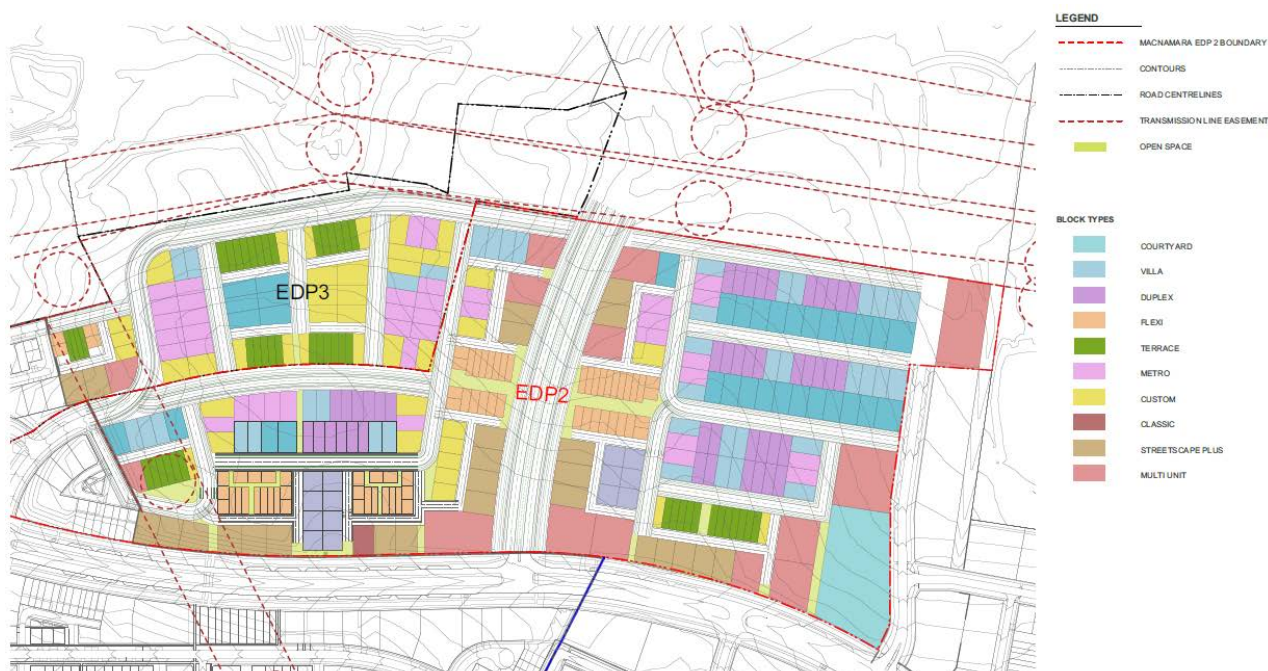 LEGEND
MACNAMARA EDP 2 BOUNDARY
CONTOURS
ROAD CENTRELINES
TRANSMISSION LINE EASEMENT
OPEN SPACE
BLOCK TYPES
COURTYARD
VILLA
DUPLEX
FLEXI
TERRACE
METRO
CUSTOM
CLASSIC
STREETSCAPE PLUS
MULTI UNIT
EDP3
EDP2